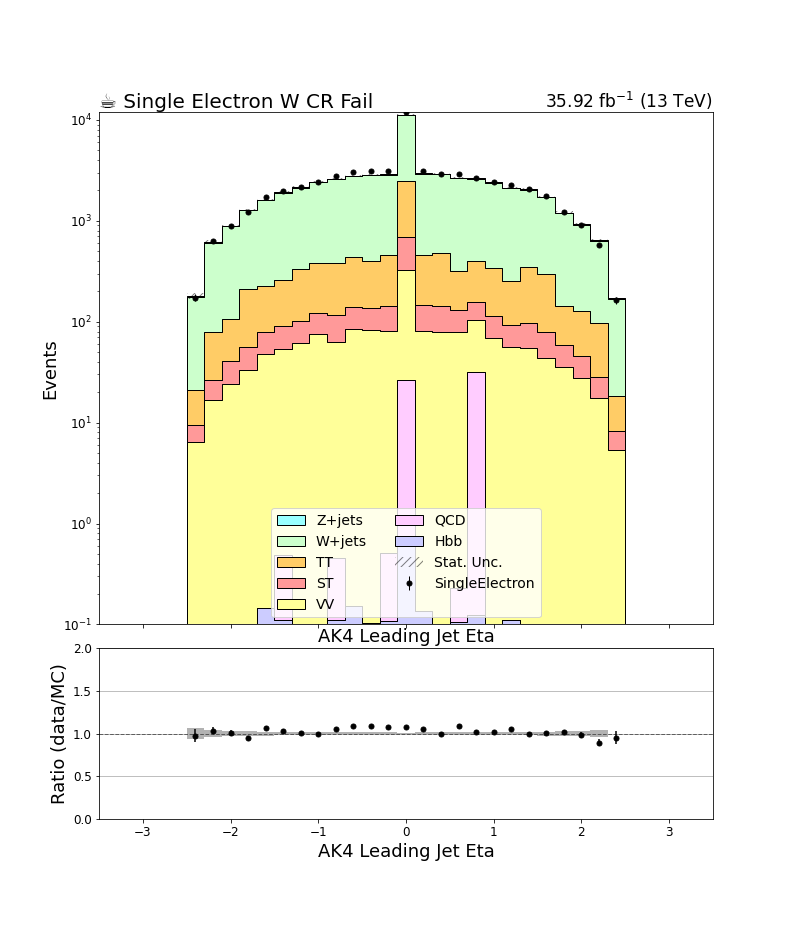 ☕ Single Electron W CR Fail 35.92 fb⁻¹ (13 TeV)
10⁴
10³
10²
10¹
10⁰
10⁻¹
Events
Z+jets QCD
W+jets Hbb
TT Stat. Unc.
ST SingleElectron
VV
AK4 Leading Jet Eta
2.0
1.5
1.0
0.5
0.0
Ratio (data/MC)
−3 −2 −1 0 1 2 3
AK4 Leading Jet Eta